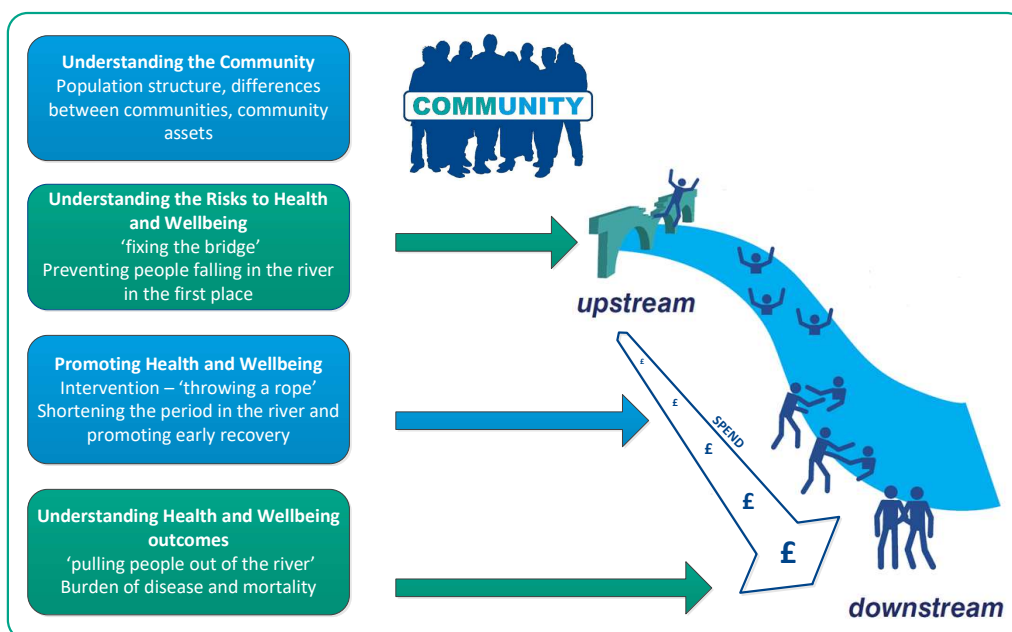 Understanding the Community
Population structure, differences
between communities, community
assets
COMMUNITY
Understanding the Risks to Health
and Wellbeing
‘fixing the bridge’
Preventing people falling in the river
in the first place
upstream
Promoting Health and Wellbeing
Intervention – ‘throwing a rope’
Shortening the period in the river and
promoting early recovery
£
£
SPEND
£
£
£
Understanding Health and Wellbeing
outcomes
‘pulling people out of the river’
Burden of disease and mortality
downstream